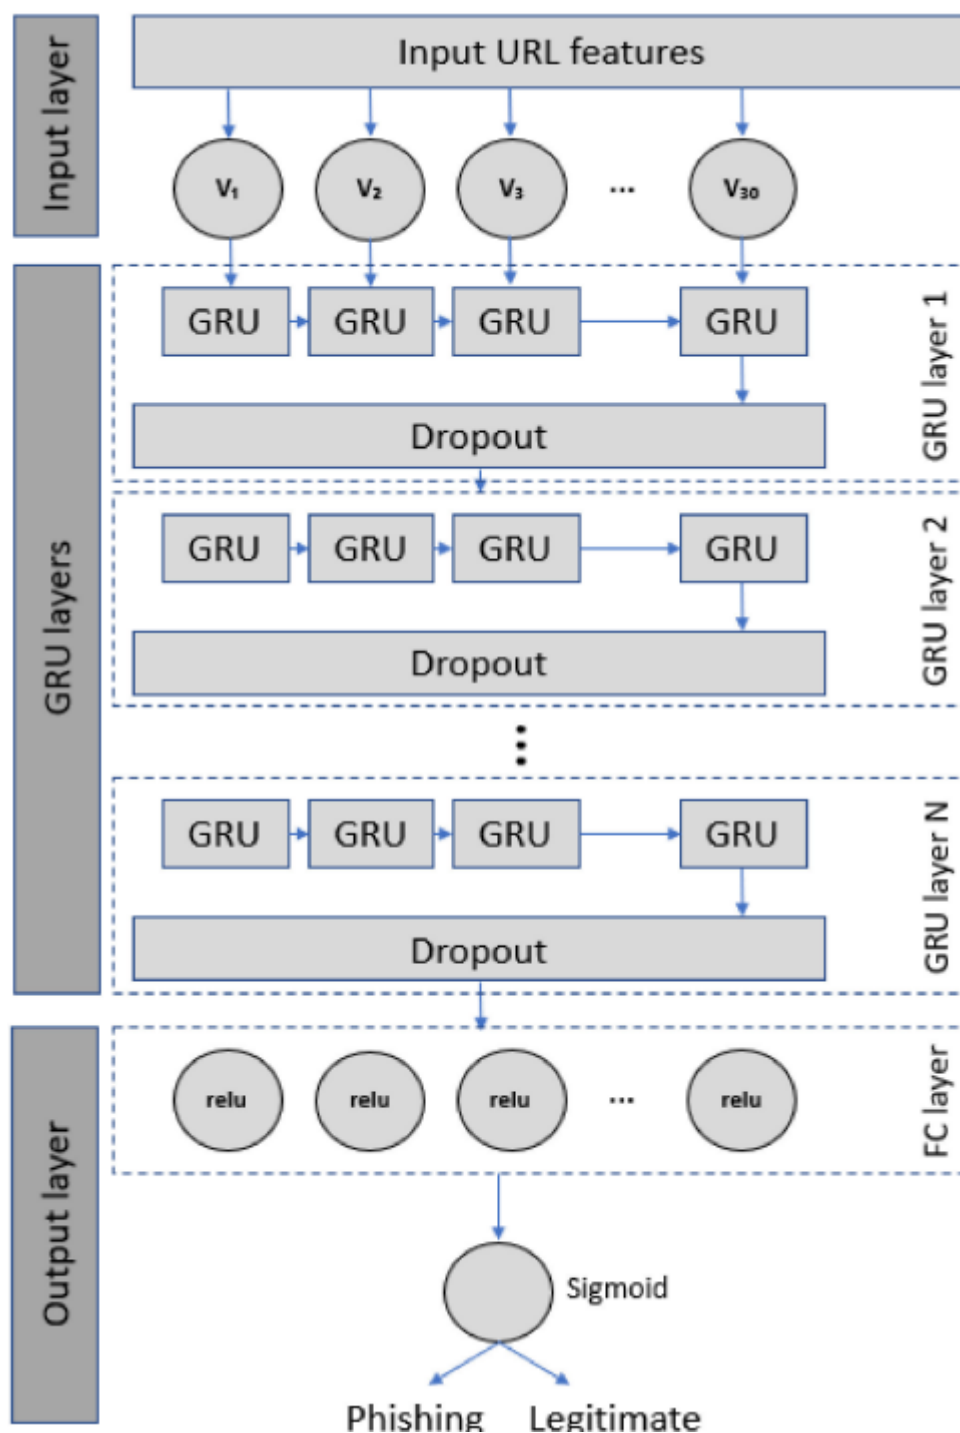 Input layer
Input URL features
V₁ V₂ V₃ ... V₃₀
GRU layers
GRU GRU GRU GRU
Dropout
GRU layer 1
GRU GRU GRU GRU
Dropout
GRU layer 2
...
GRU GRU GRU GRU
Dropout
GRU layer N
Output layer
relu relu relu ... relu
FC layer
Sigmoid
Phishing Legitimate